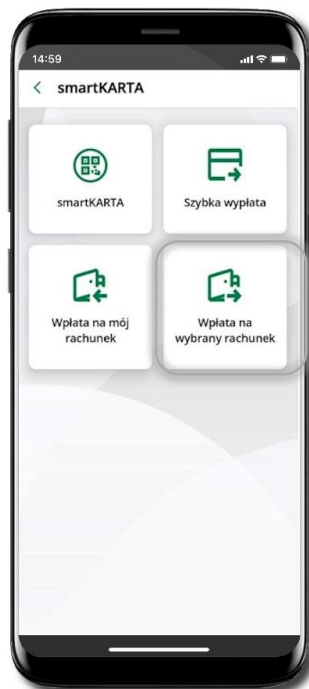 14:59
smartKARTA
smartKARTA
Szybka wypłata
Wpłata na mój
rachunek
Wpłata na
wybrany rachunek